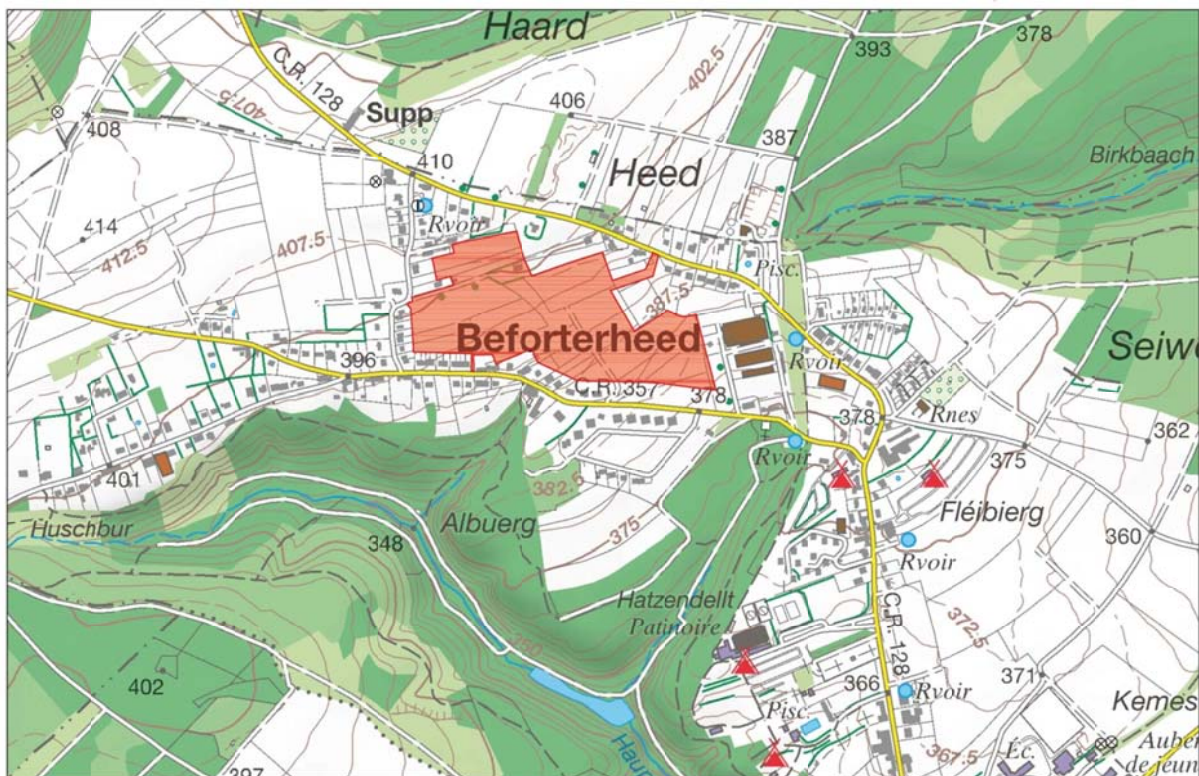 Haard
378
393
C.R. 128
402.5
407.5
Supp
406
408
387
410
Heed
Birkbaach
Rvoir
414
407.5
412.5
Pisc.
387.5
Beforterheed
Rvoir
Seiwe
396
C.R. 357
378
378
Rnes
362
Rvoir
375
401
382.5
Albuerg
375
Fléibierg
Huschbur
348
360
Rvoir
Hatzendellt
Patinoire
C.R. 128
372.5
350
402
371
366
Rvoir
Kemes
Pisc.
367.5
Éc.
Auber
de jeun
397